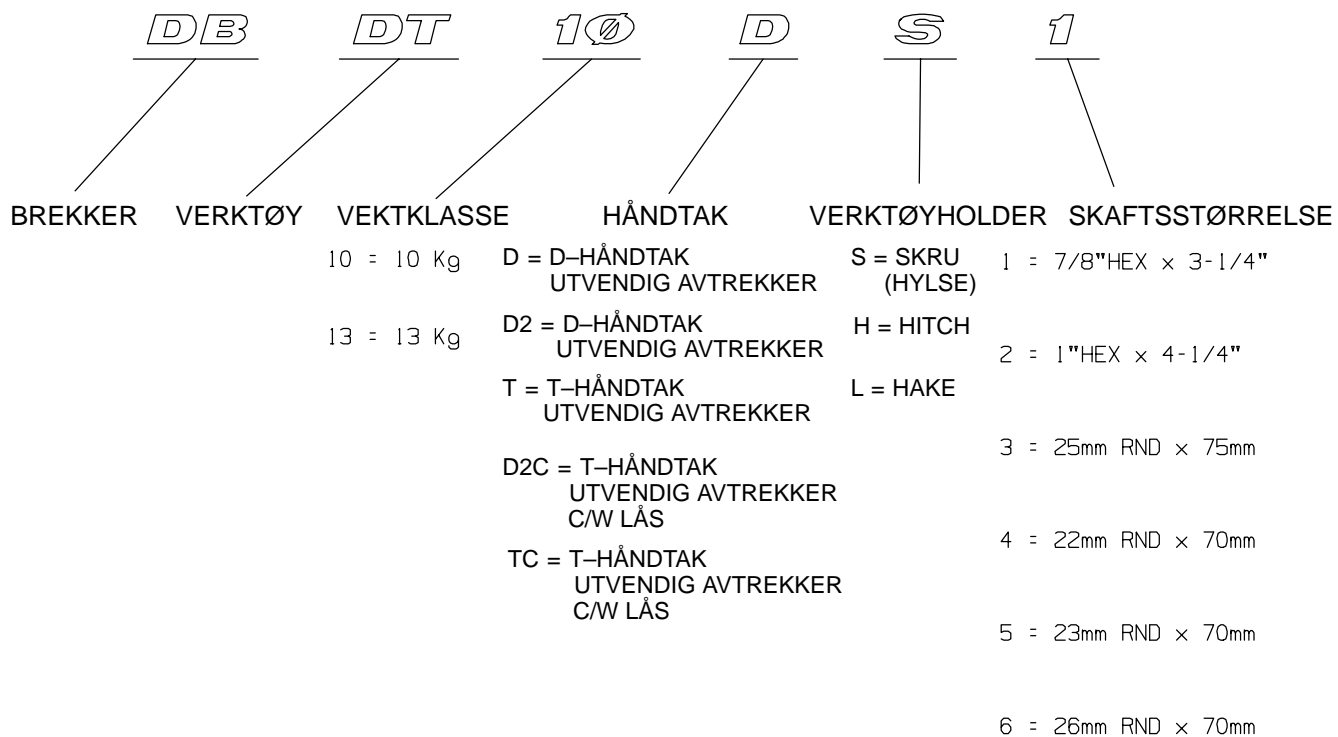 DB DT 1Ø D S 1
BREKKER VERKTØY VEKTKLASSE HÅNDTAK VERKTØYHOLDER SKAFTSSTØRRELSE
10 = 10 Kg
13 = 13 Kg
D = D–HÅNDTAK
UTVENDIG AVTREKKER
D2 = D–HÅNDTAK
UTVENDIG AVTREKKER
T = T–HÅNDTAK
UTVENDIG AVTREKKER
D2C = T–HÅNDTAK
UTVENDIG AVTREKKER
C/W LÅS
TC = T–HÅNDTAK
UTVENDIG AVTREKKER
C/W LÅS
S = SKRU
(HYLSE)
H = HITCH
L = HAKE
1 = 7/8"HEX x 3-1/4"
2 = 1"HEX x 4-1/4"
3 = 25mm RND x 75mm
4 = 22mm RND x 70mm
5 = 23mm RND x 70mm
6 = 26mm RND x 70mm